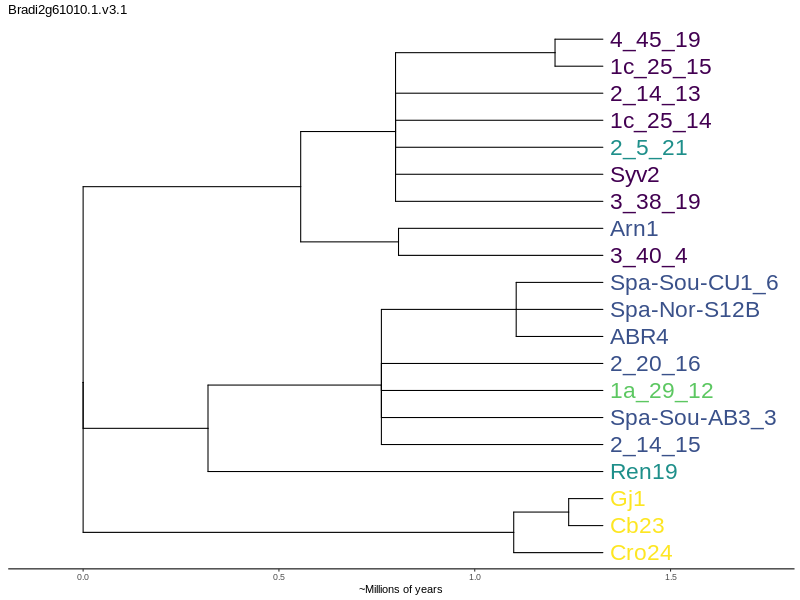 Bradi2g61010.1.v3.1
4_45_19
1c_25_15
2_14_13
1c_25_14
2_5_21
Syv2
3_38_19
Arn1
3_40_4
Spa-Sou-CU1_6
Spa-Nor-S12B
ABR4
2_20_16
1a_29_12
Spa-Sou-AB3_3
2_14_15
Ren19
Gj1
Cb23
Cro24
0.0 0.5 1.0 1.5
~Millions of years